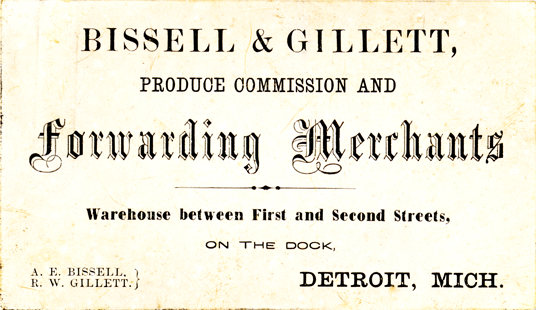 BISSELL & GILLETT,
PRODUCE COMMISSION AND
Forwarding Merchants
Warehouse between First and Second Streets,
ON THE DOCK,
A. E. BISSELL, }
R. W. GILLETT. }
DETROIT, MICH.